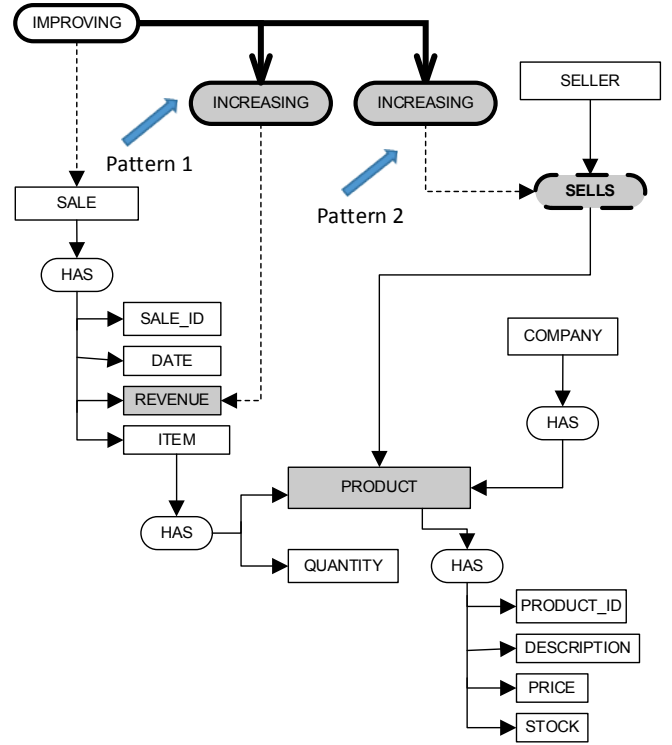 IMPROVING
INCREASING
INCREASING
SELLER
Pattern 1
Pattern 2
SALE
SELLS
HAS
SALE_ID
DATE
REVENUE
ITEM
COMPANY
HAS
PRODUCT
HAS
QUANTITY
HAS
PRODUCT_ID
DESCRIPTION
PRICE
STOCK